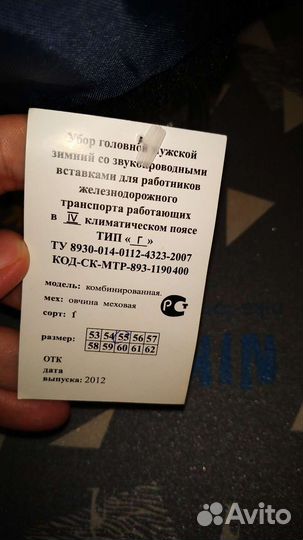 Убор головной мужской
зимний со звукопроводными
вставками для работников
железнодорожного
транспорта работающих
в IV климатическом поясе
ТИП « г »
ТУ 8930-014-0112-4323-2007
КОД-СК-МТР-893-1190400
модель: комбинированная.
мех: овчина меховая
сорт: 1
размер: 53 54 55 56 57
58 59 60 61 62
ОТК
дата
выпуска: 2012
Avito